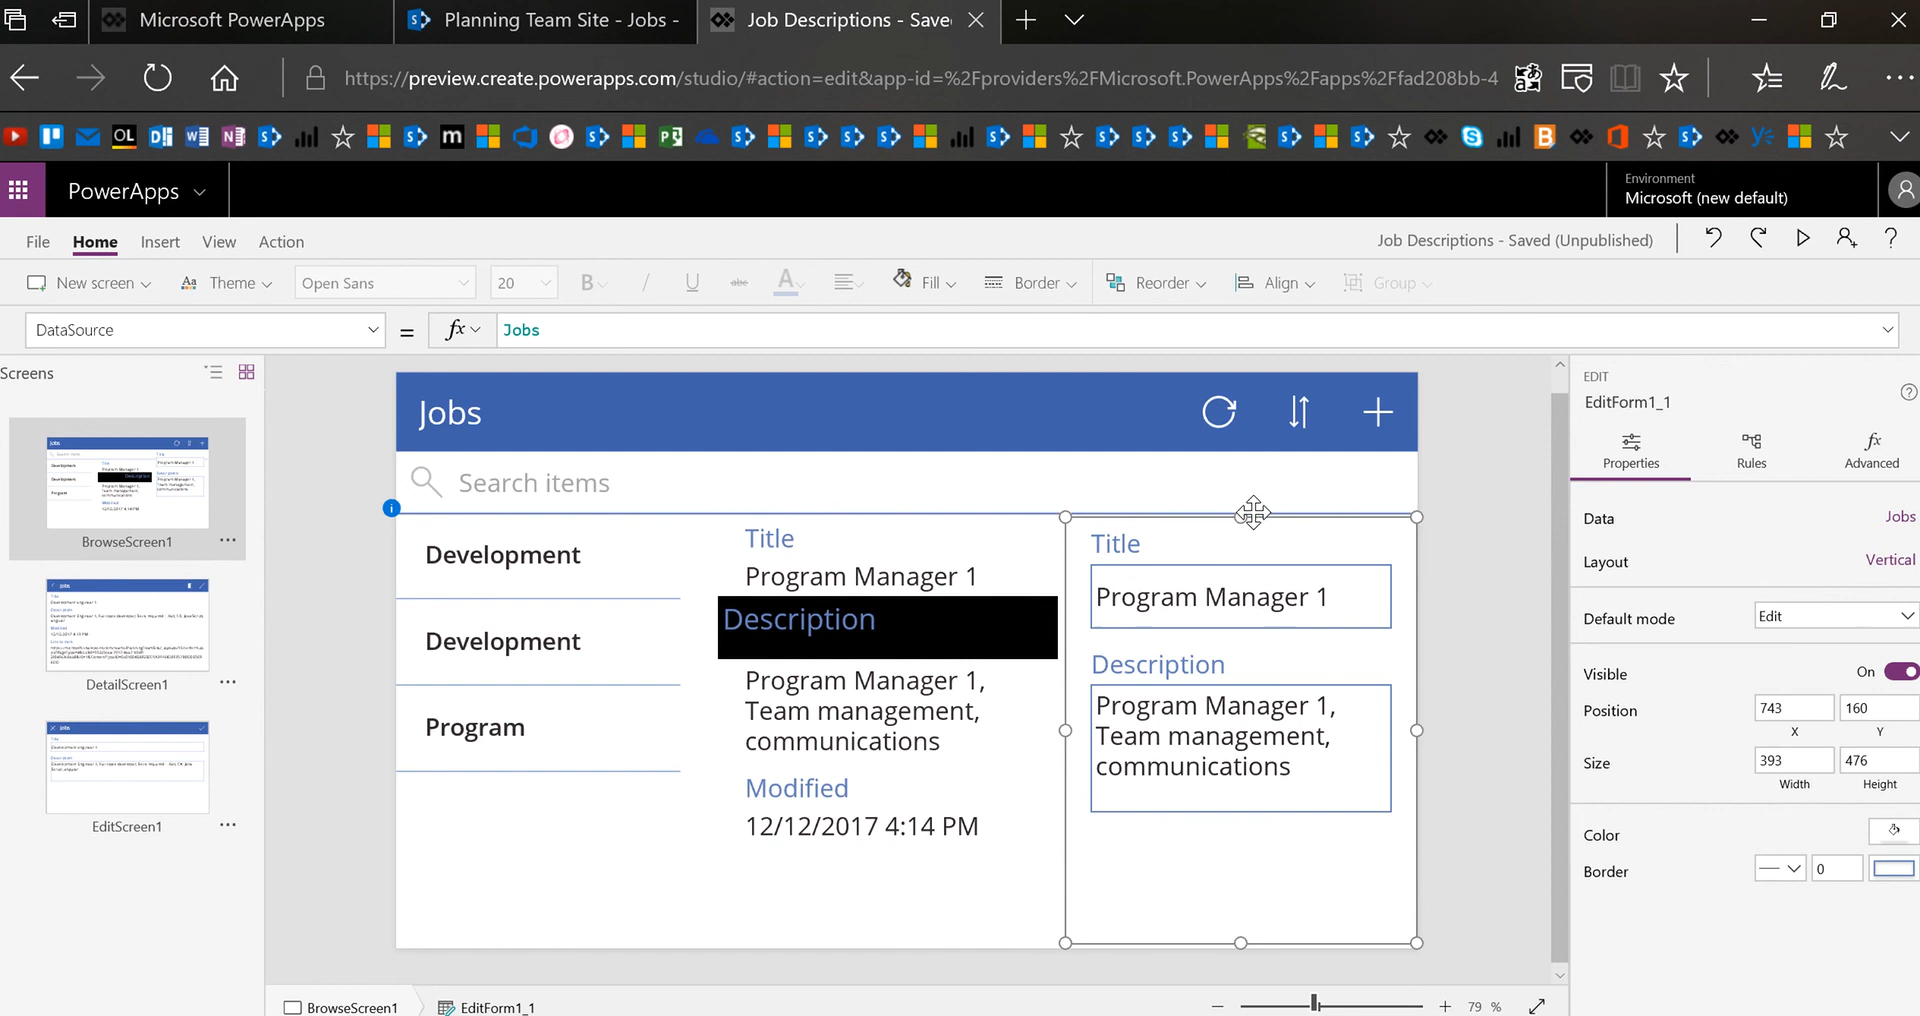 Microsoft PowerApps
Planning Team Site - Jobs -
Job Descriptions - Save
https://preview.create.powerapps.com/studio/#action=edit&app-id=%2Fproviders%2FMicrosoft.PowerApps%2Fapps%2Ffad208bb-4
OL
m
PowerApps
Environment
Microsoft (new default)
File
Home
Insert
View
Action
Job Descriptions - Saved (Unpublished)
New screen
Theme
Open Sans
20
B
/
U
abc
A
Fill
Border
Reorder
Align
Group
DataSource
=
fx
Jobs
Screens
BrowseScreen1
DetailScreen1
EditScreen1
Jobs
Search items
Development
Development
Program
Title
Program Manager 1
Description
Program Manager 1,
Team management,
communications
Modified
12/12/2017 4:14 PM
Title
Program Manager 1
Description
Program Manager 1,
Team management,
communications
EDIT
EditForm1_1
Properties
Rules
Advanced
Data
Jobs
Layout
Vertical
Default mode
Edit
Visible
On
Position
743
160
X
Y
Size
393
476
Width
Height
Color
Border
0
BrowseScreen1
EditForm1_1
79 %